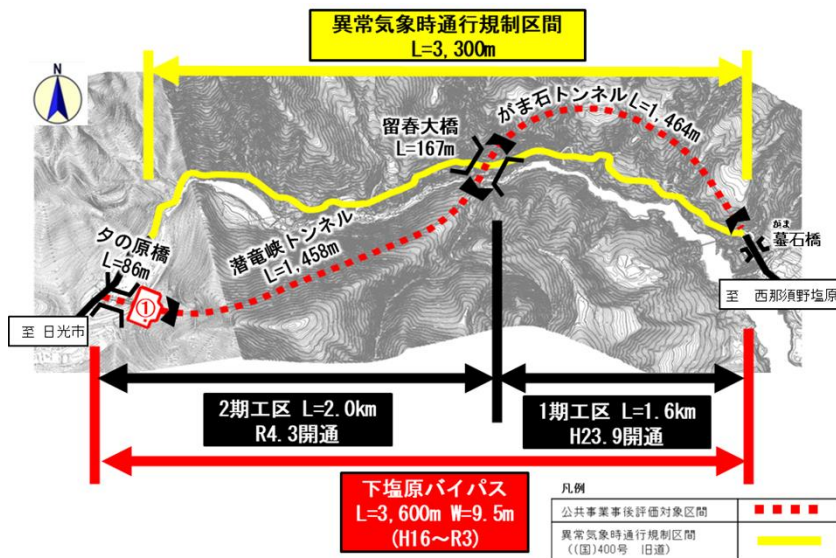 異常気象時通行規制区間
L=3,300m
N
がま石トンネル L=1,464m
留春大橋
L=167m
夕の原橋
L=86m
潜竜峡トンネル
L=1,458m
がま
蟇石橋
①
至 日光市
至 西那須野塩原
2期工区 L=2.0km
R4.3開通
1期工区 L=1.6km
H23.9開通
下塩原バイパス
L=3,600m W=9.5m
(H16～R3)
凡例
公共事業事後評価対象区間
異常気象時通行規制区間
((国)400号 旧道)